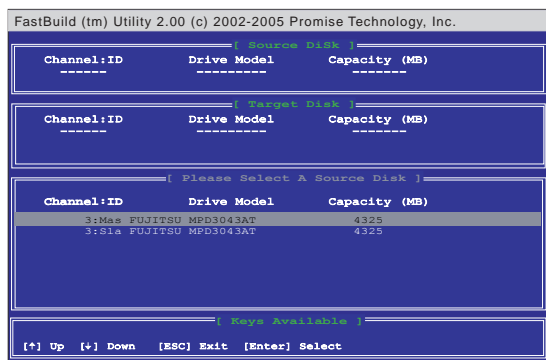 FastBuild (tm) Utility 2.00 (c) 2002-2005 Promise Technology, Inc.
[ Source DiSk ]
Channel:ID Drive Model Capacity (MB)
------ --------- -------
[ Target Disk ]
Channel:ID Drive Model Capacity (MB)
------ --------- -------
[ Please Select A Source Disk ]
Channel:ID Drive Model Capacity (MB)
3:Mas FUJITSU MPD3043AT 4325
3:Sla FUJITSU MPD3043AT 4325
[ Keys Available ]
[↑] Up [↓] Down [ESC] Exit [Enter] Select